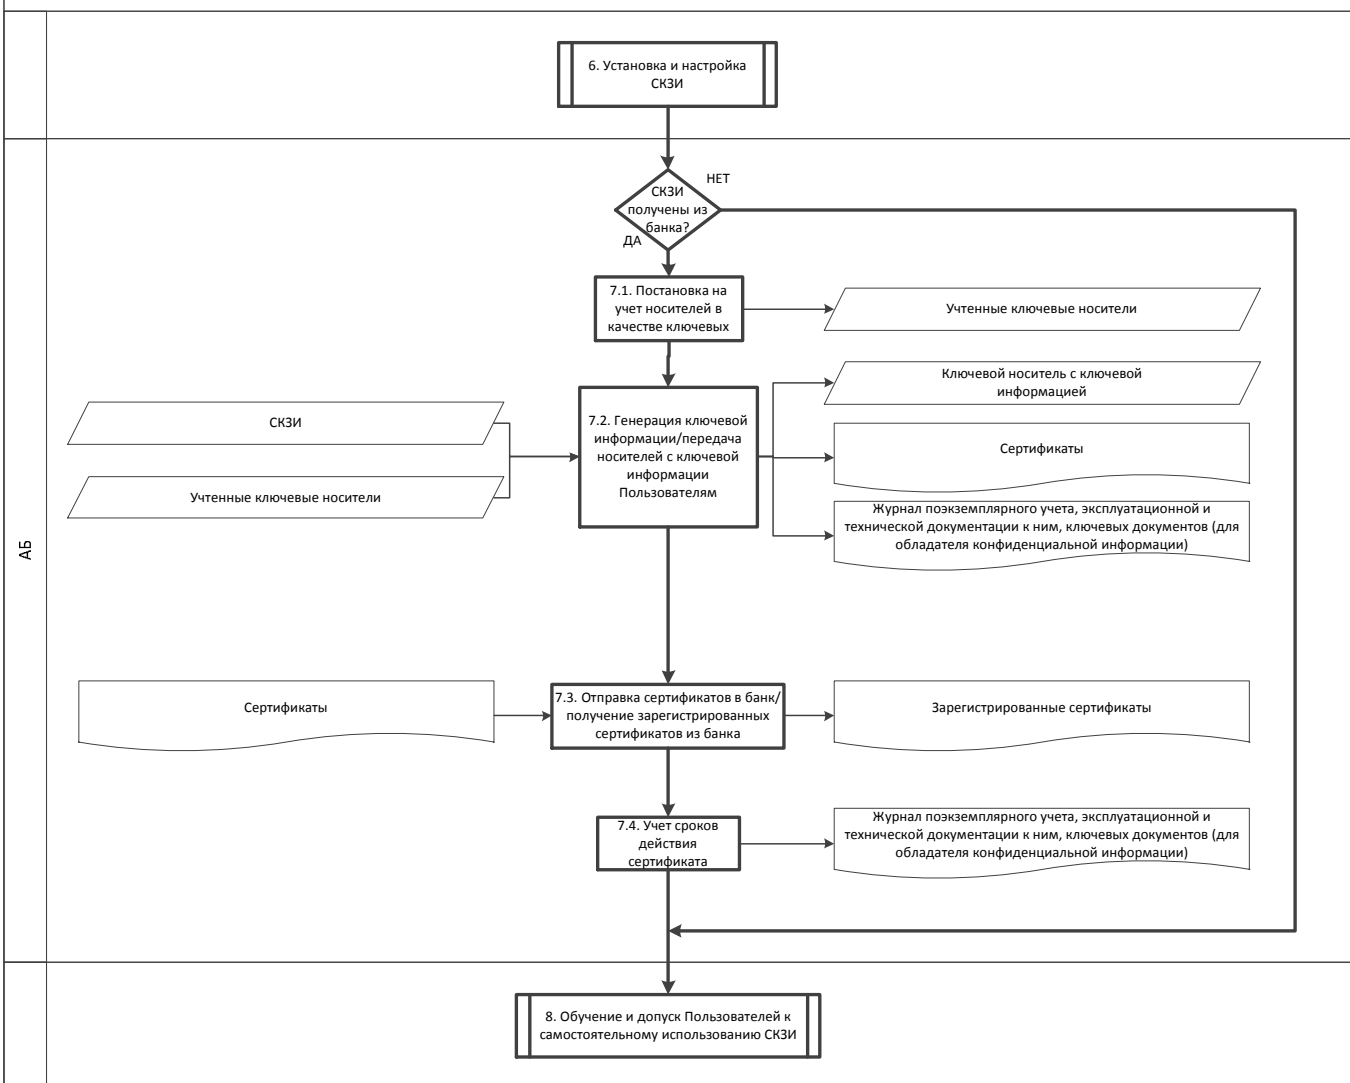 6. Установка и настройка
СКЗИ
СКЗИ
получены из
банка?
НЕТ
ДА
7.1. Постановка на
учет носителей в
качестве ключевых
Учтенные ключевые носители
Ключевой носитель с ключевой
информацией
СКЗИ
Учтенные ключевые носители
7.2. Генерация ключевой
информации/передача
носителей с ключевой
информации
Пользователям
Сертификаты
Журнал поэкземплярного учета, эксплуатационной и
технической документации к ним, ключевых документов (для
обладателя конфиденциальной информации)
АБ
Сертификаты
7.3. Отправка сертификатов в банк/
получение зарегистрированных
сертификатов из банка
Зарегистрированные сертификаты
7.4. Учет сроков
действия
сертификата
Журнал поэкземплярного учета, эксплуатационной и
технической документации к ним, ключевых документов (для
обладателя конфиденциальной информации)
8. Обучение и допуск Пользователей к
самостоятельному использованию СКЗИ